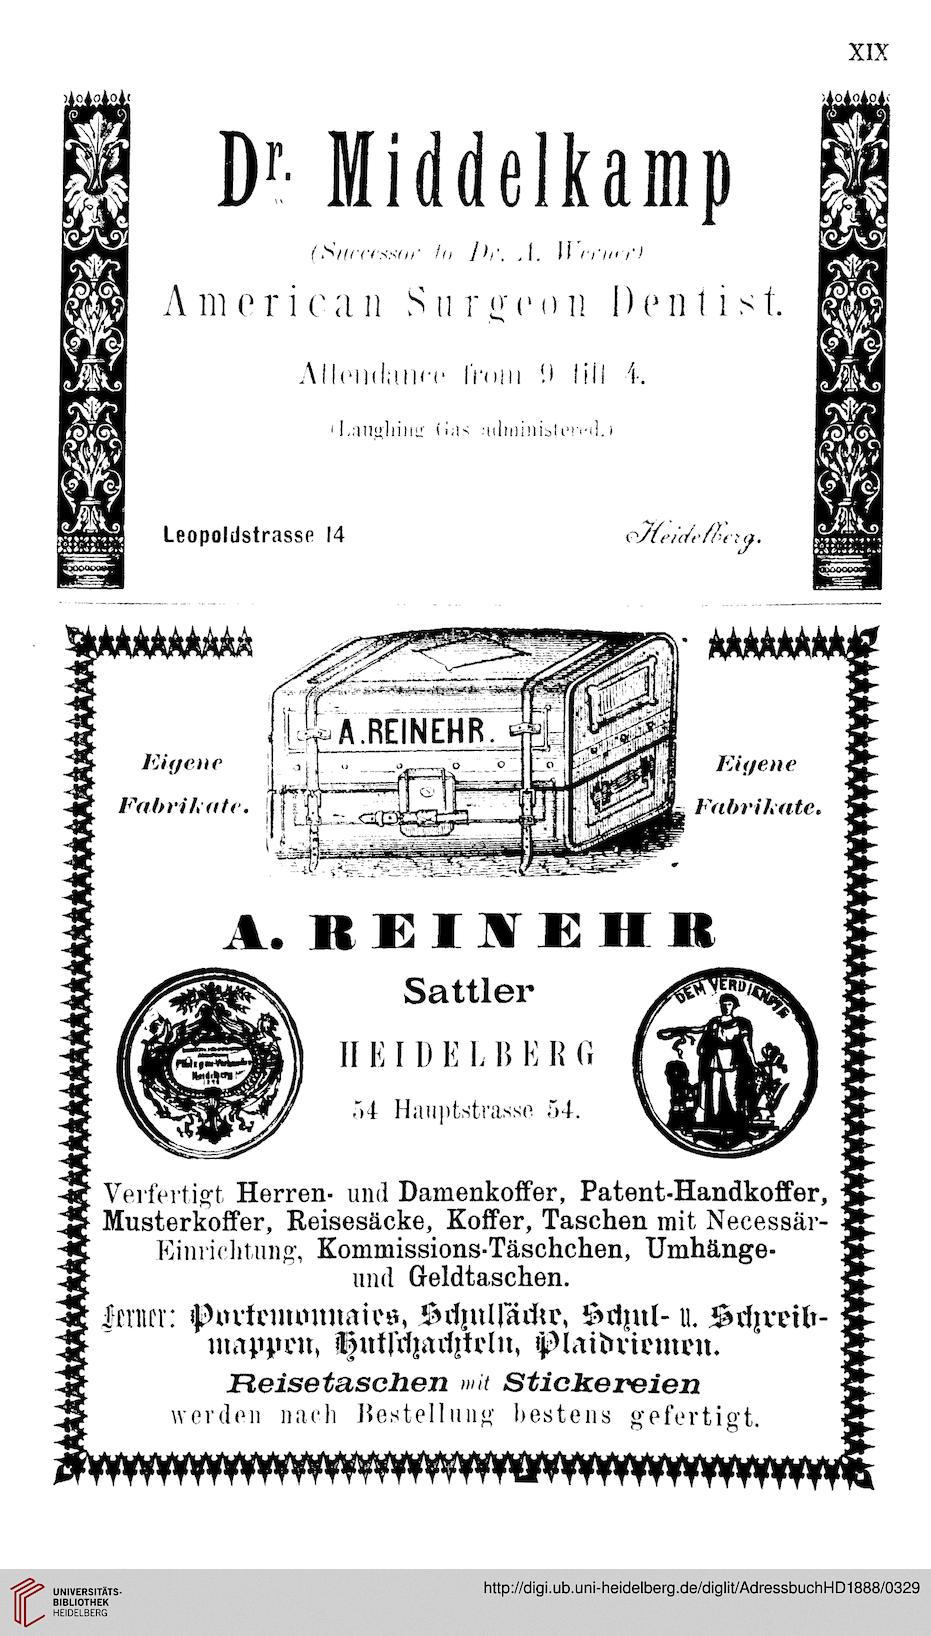 XIX
Dr. Middelkamp
(Successor to Dr. A. Werner)
American Surgeon Dentist.
Attendance from 9 till 4.
(Laughing Gas administered.)
Leopoldstrasse 14
Heidelberg.
A. REINEHR.
Eigene
Fabrikate.
Eigene
Fabrikate.
A. REINEHR
Sattler
HEIDELBERG
54 Hauptstrasse 54.
DEM VERDIENSTE
Verfertigt Herren- und Damenkoffer, Patent-Handkoffer,
Musterkoffer, Reisesäcke, Koffer, Taschen mit Necessär-
Einrichtung, Kommissions-Täschchen, Umhänge-
und Geldtaschen.
Ferner: Portemonnaies, Schulsäcke, Schul- u. Schreib-
mappen, Hutschachteln, Plaidriemen.
Reisetaschen mit Stickereien
werden nach Bestellung bestens gefertigt.
UNIVERSITÄTS-
BIBLIOTHEK
HEIDELBERG
http://digi.ub.uni-heidelberg.de/diglit/AdressbuchHD1888/0329